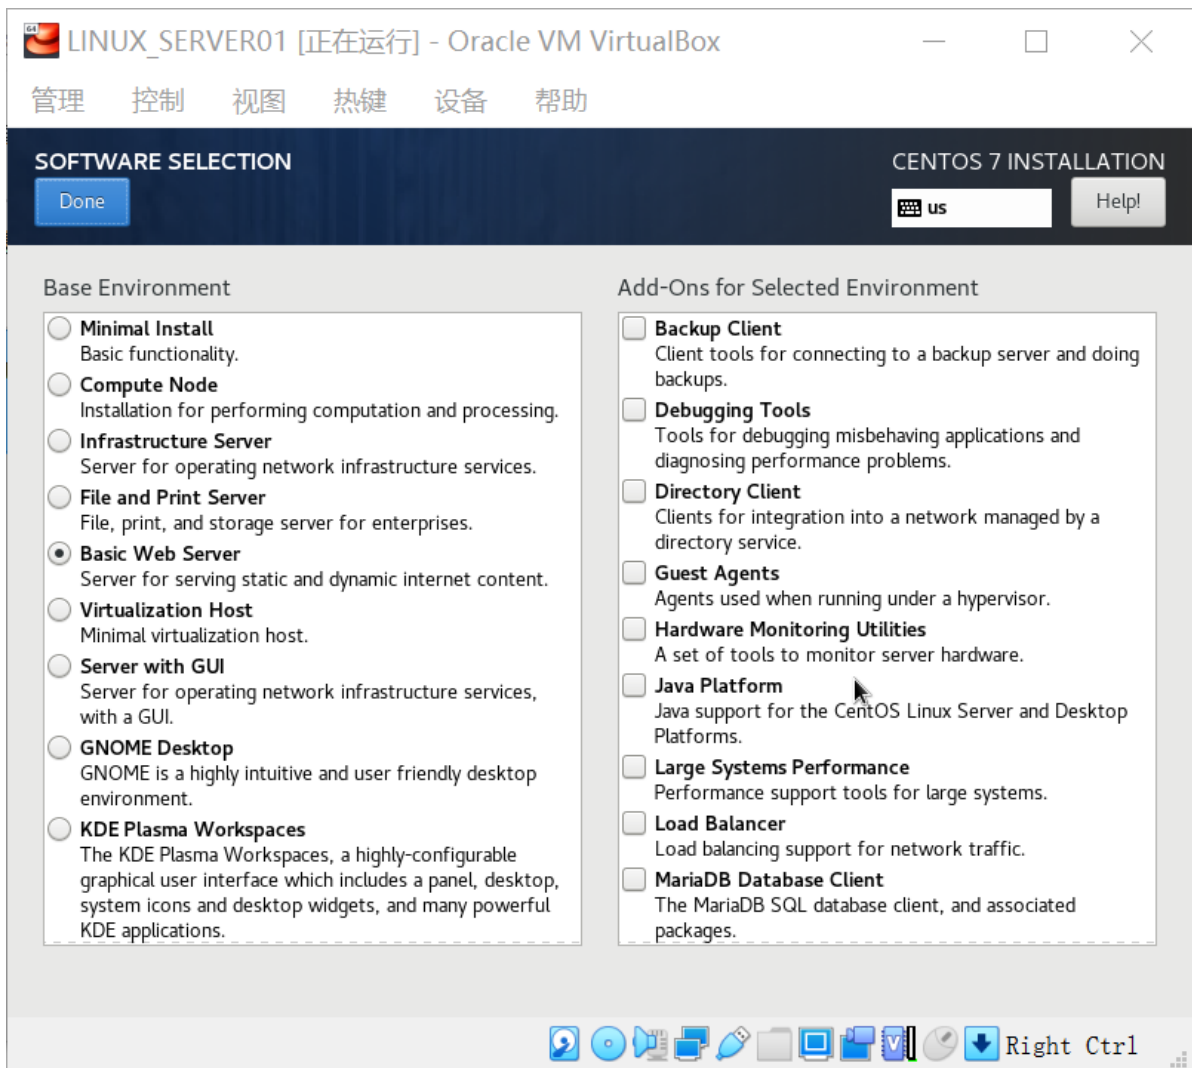 LINUX_SERVER01 [正在运行] - Oracle VM VirtualBox
管理 控制 视图 热键 设备 帮助
SOFTWARE SELECTION
Done
CENTOS 7 INSTALLATION
us
Help!
Base Environment
Minimal Install
Basic functionality.
Compute Node
Installation for performing computation and processing.
Infrastructure Server
Server for operating network infrastructure services.
File and Print Server
File, print, and storage server for enterprises.
Basic Web Server
Server for serving static and dynamic internet content.
Virtualization Host
Minimal virtualization host.
Server with GUI
Server for operating network infrastructure services,
with a GUI.
GNOME Desktop
GNOME is a highly intuitive and user friendly desktop
environment.
KDE Plasma Workspaces
The KDE Plasma Workspaces, a highly-configurable
graphical user interface which includes a panel, desktop,
system icons and desktop widgets, and many powerful
KDE applications.
Add-Ons for Selected Environment
Backup Client
Client tools for connecting to a backup server and doing
backups.
Debugging Tools
Tools for debugging misbehaving applications and
diagnosing performance problems.
Directory Client
Clients for integration into a network managed by a
directory service.
Guest Agents
Agents used when running under a hypervisor.
Hardware Monitoring Utilities
A set of tools to monitor server hardware.
Java Platform
Java support for the CentOS Linux Server and Desktop
Platforms.
Large Systems Performance
Performance support tools for large systems.
Load Balancer
Load balancing support for network traffic.
MariaDB Database Client
The MariaDB SQL database client, and associated
packages.
Right Ctrl